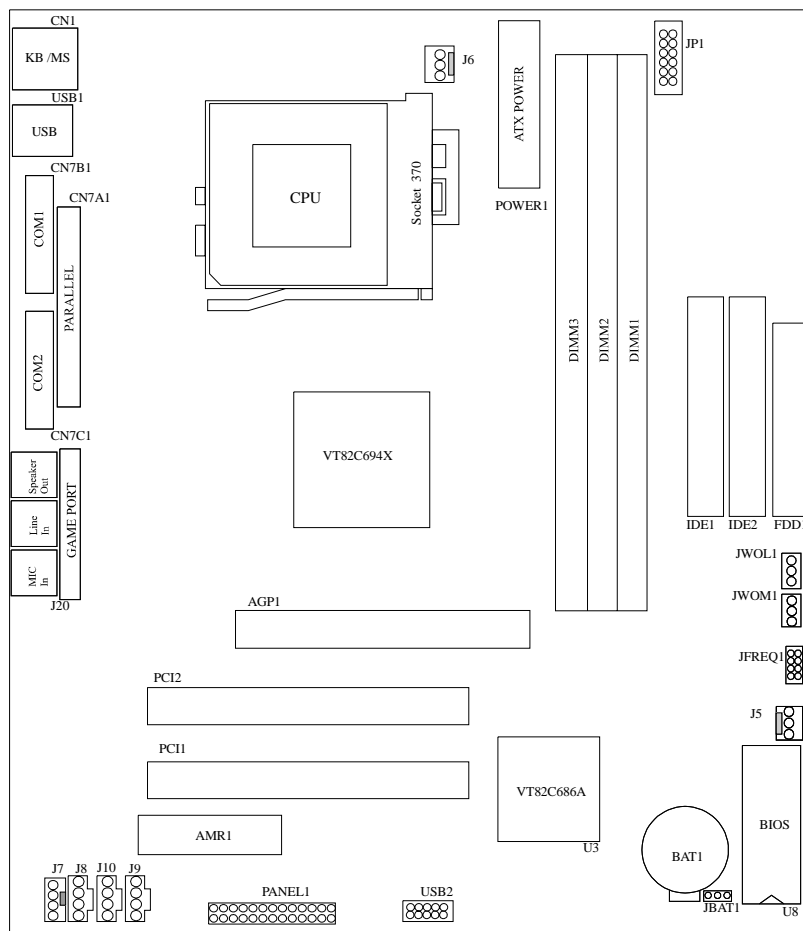 CN1
KB /MS
USB1
USB
CN7B1
CN7A1
COM1
PARALLEL
COM2
CN7C1
Speaker
Out
Line
In
MIC
In
GAME PORT
J20
J6
ATX POWER
POWER1
JP1
CPU
Socket 370
DIMM3
DIMM2
DIMM1
VT82C694X
IDE1
IDE2
FDD1
JWOL1
JWOM1
JFREQ1
J5
AGP1
PCI2
PCI1
AMR1
VT82C686A
U3
BAT1
BIOS
JBAT1
U8
J7
J8
J10
J9
PANEL1
USB2